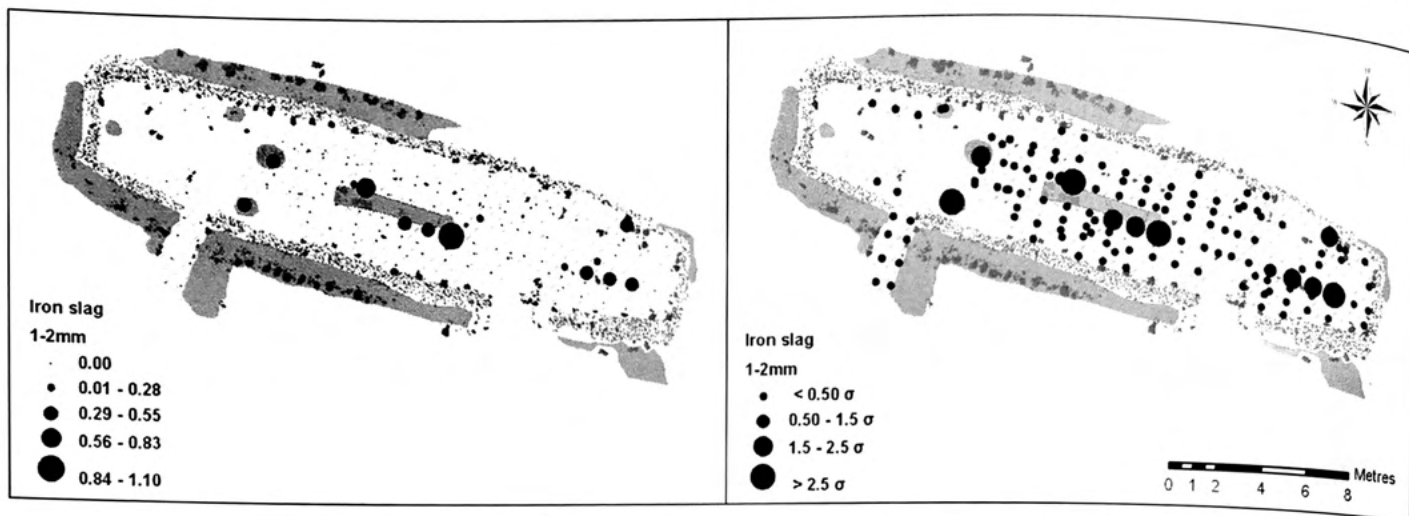 Iron slag
1-2mm
0.00
0.01 - 0.28
0.29 - 0.55
0.56 - 0.83
0.84 - 1.10
Iron slag
1-2mm
< 0.50 σ
0.50 - 1.5 σ
1.5 - 2.5 σ
> 2.5 σ
Metres
0 1 2 4 6 8